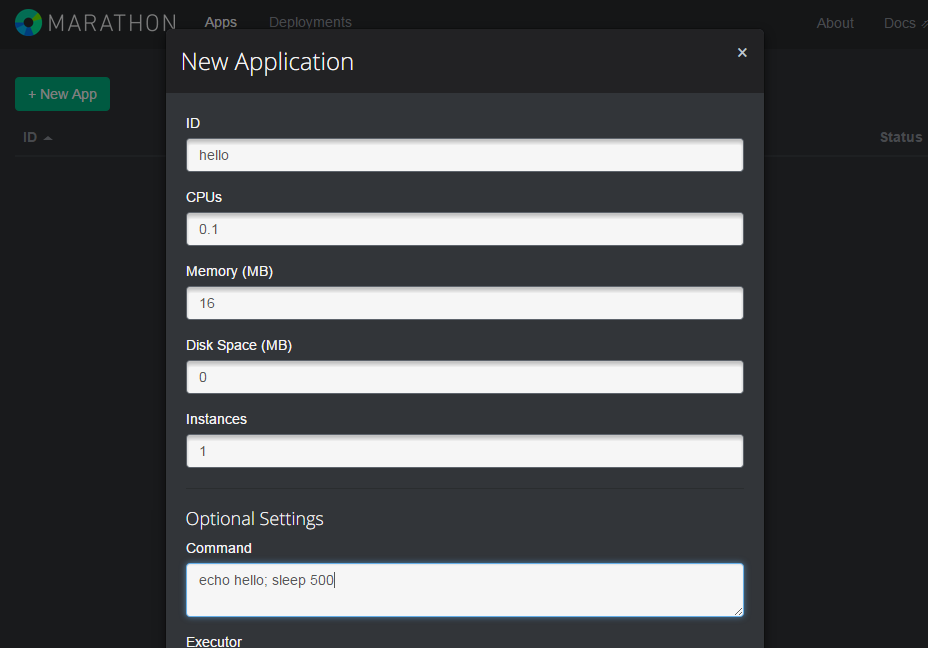 MARATHON Apps Deployments About Docs
New Application ×
+ New App
ID
ID Status
hello
CPUs
0.1
Memory (MB)
16
Disk Space (MB)
0
Instances
1
Optional Settings
Command
echo hello; sleep 500
Executor